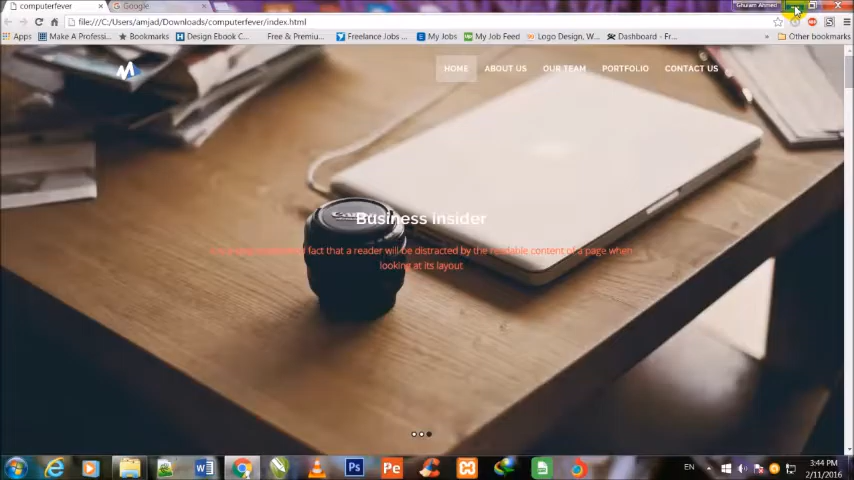 computerfever
Google
Ghulam Ahmed
file:///C:/Users/amjad/Downloads/computerfever/index.html
Apps
Make A Professi...
Bookmarks
Design Ebook C...
Free & Premiu...
Freelance Jobs ...
My Jobs
My Job Feed
Logo Design, W...
Dashboard - Fr...
Other bookmarks
HOME
ABOUT US
OUR TEAM
PORTFOLIO
CONTACT US
Business Insider
fact that a reader will be distracted by the readable content of a page when
looking at its layout
EN
3:44 PM
2/11/2016